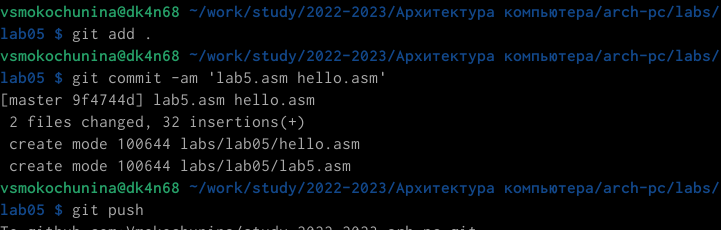 vsmokochunina@dk4n68 ~/work/study/2022-2023/Архитектура компьютера/arch-pc/labs/
lab05 $ git add .
vsmokochunina@dk4n68 ~/work/study/2022-2023/Архитектура компьютера/arch-pc/labs/
lab05 $ git commit -am 'lab5.asm hello.asm'
[master 9f4744d] lab5.asm hello.asm
 2 files changed, 32 insertions(+)
 create mode 100644 labs/lab05/hello.asm
 create mode 100644 labs/lab05/lab5.asm
vsmokochunina@dk4n68 ~/work/study/2022-2023/Архитектура компьютера/arch-pc/labs/
lab05 $ git push